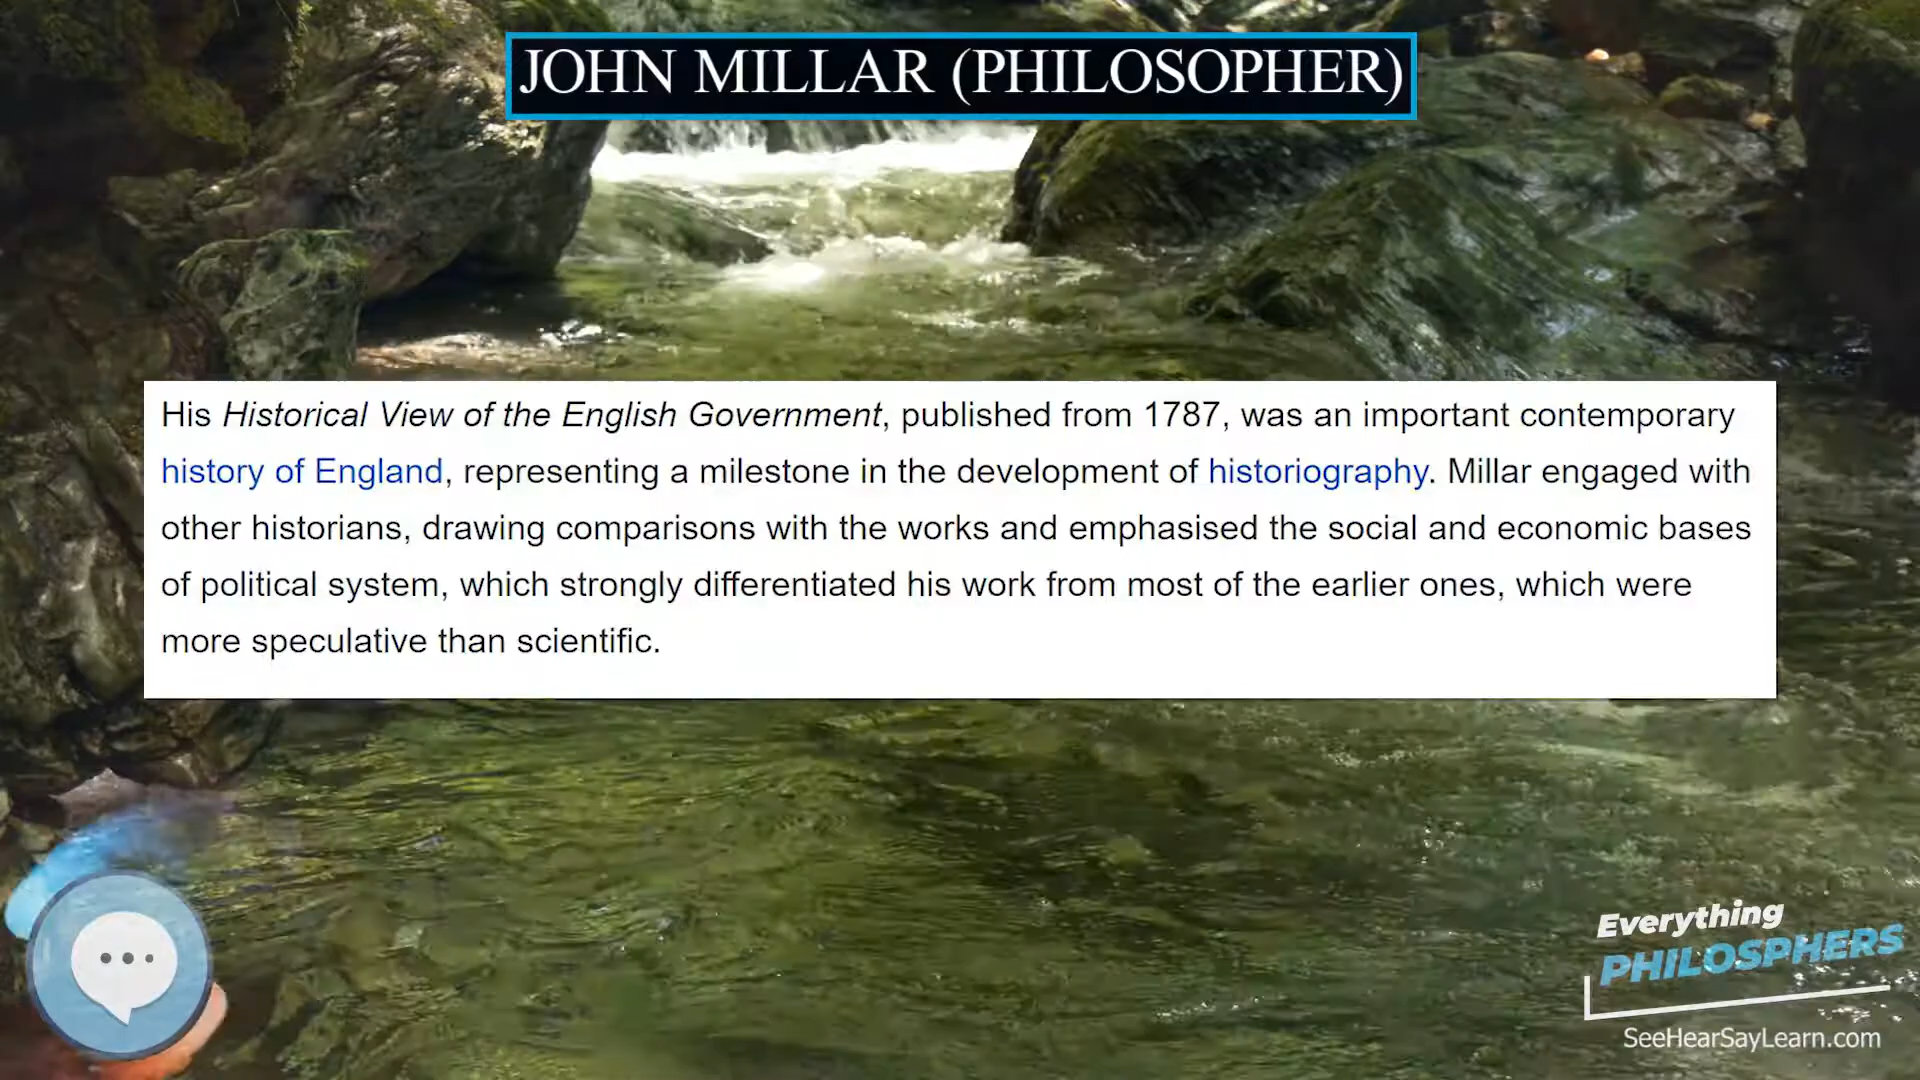 JOHN MILLAR (PHILOSOPHER)
His Historical View of the English Government, published from 1787, was an important contemporary
history of England, representing a milestone in the development of historiography. Millar engaged with
other historians, drawing comparisons with the works and emphasised the social and economic bases
of political system, which strongly differentiated his work from most of the earlier ones, which were
more speculative than scientific.
Everything
PHILOSPHERS
SeeHearSayLearn.com